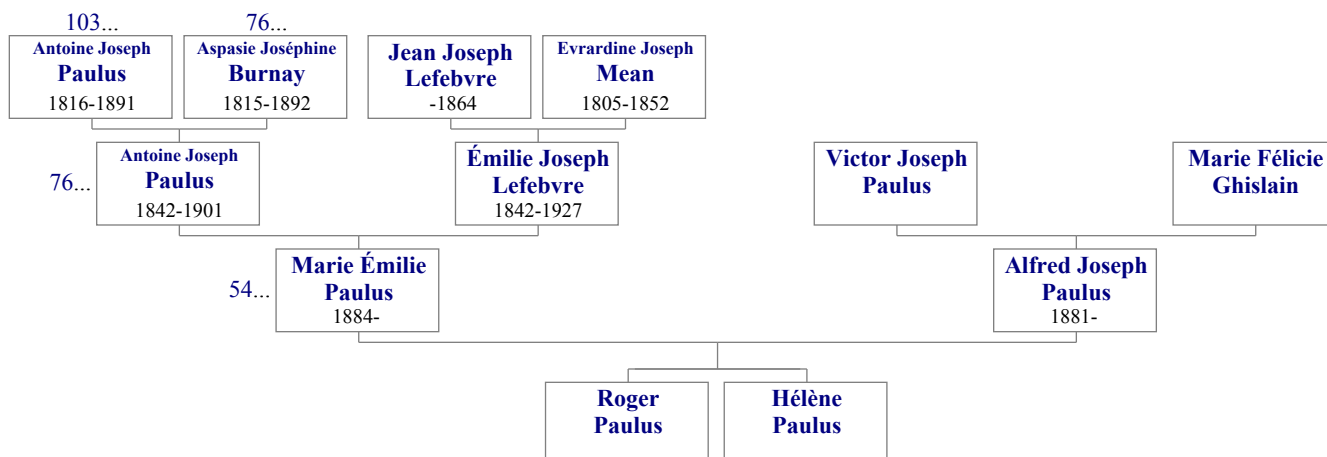 103...
76...
Antoine Joseph
Paulus
1816-1891
Aspasie Joséphine
Burnay
1815-1892
Jean Joseph
Lefebvre
-1864
Evrardine Joseph
Mean
1805-1852
76...
Antoine Joseph
Paulus
1842-1901
Émilie Joseph
Lefebvre
1842-1927
Victor Joseph
Paulus
Marie Félicie
Ghislain
54...
Marie Émilie
Paulus
1884-
Alfred Joseph
Paulus
1881-
Roger
Paulus
Hélène
Paulus